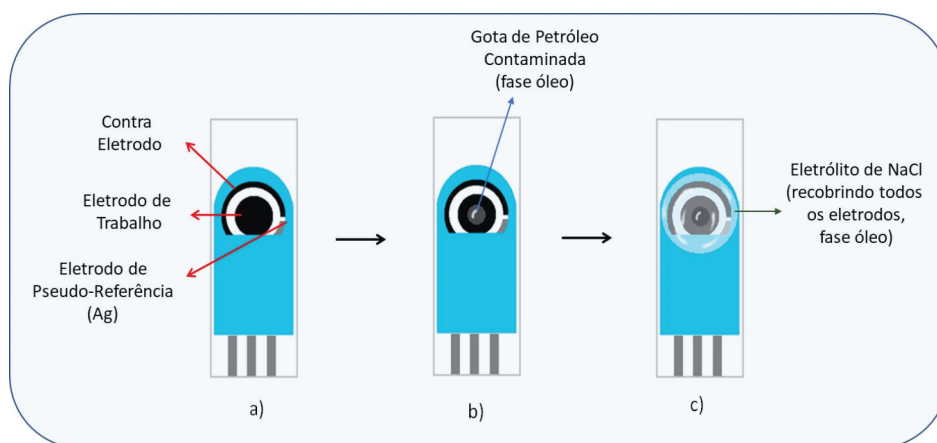 Gota de Petróleo
Contaminada
(fase óleo)
Contra
Eletrodo
Eletrodo de
Trabalho
Eletrodo de
Pseudo-Referência
(Ag)
Eletrólito de NaCl
(recobrindo todos
os eletrodos,
fase óleo)
a)
b)
c)